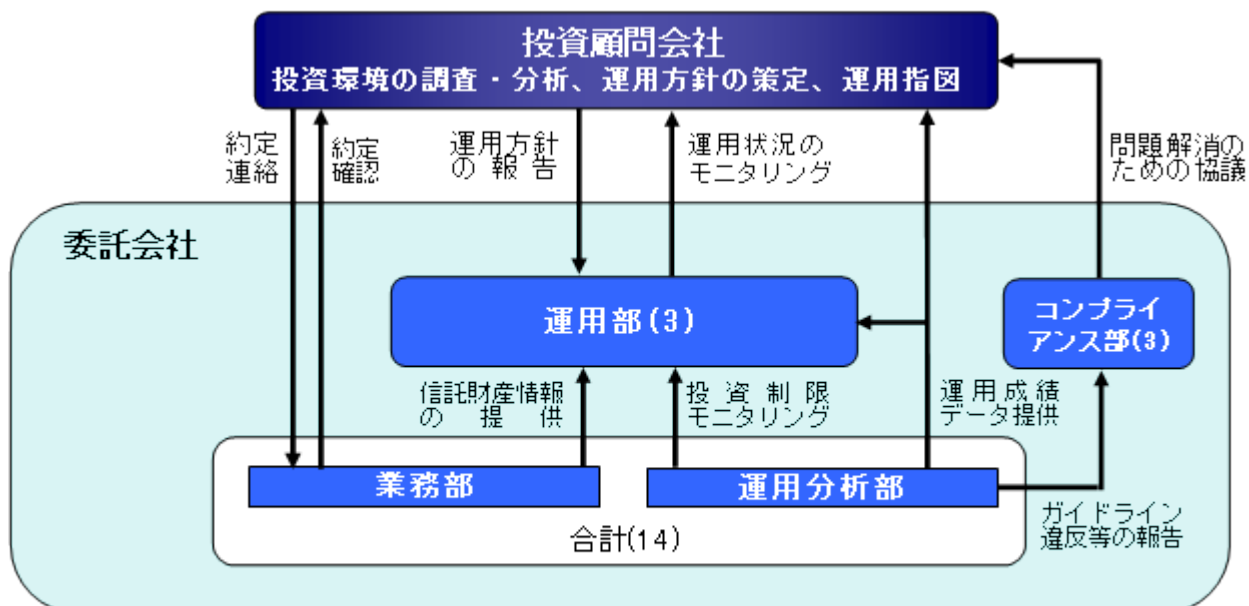 投資顧問会社
投資環境の調査・分析、運用方針の策定、運用指図
約定
連絡
約定
確認
運用方針
の報告
運用状況の
モニタリング
問題解消の
ための協議
委託会社
運用部(3)
コンプライ
アンス部(3)
信託財産情報
の提供
投資制限
モニタリング
運用成績
データ提供
業務部
運用分析部
合計(14)
ガイドライン
違反等の報告